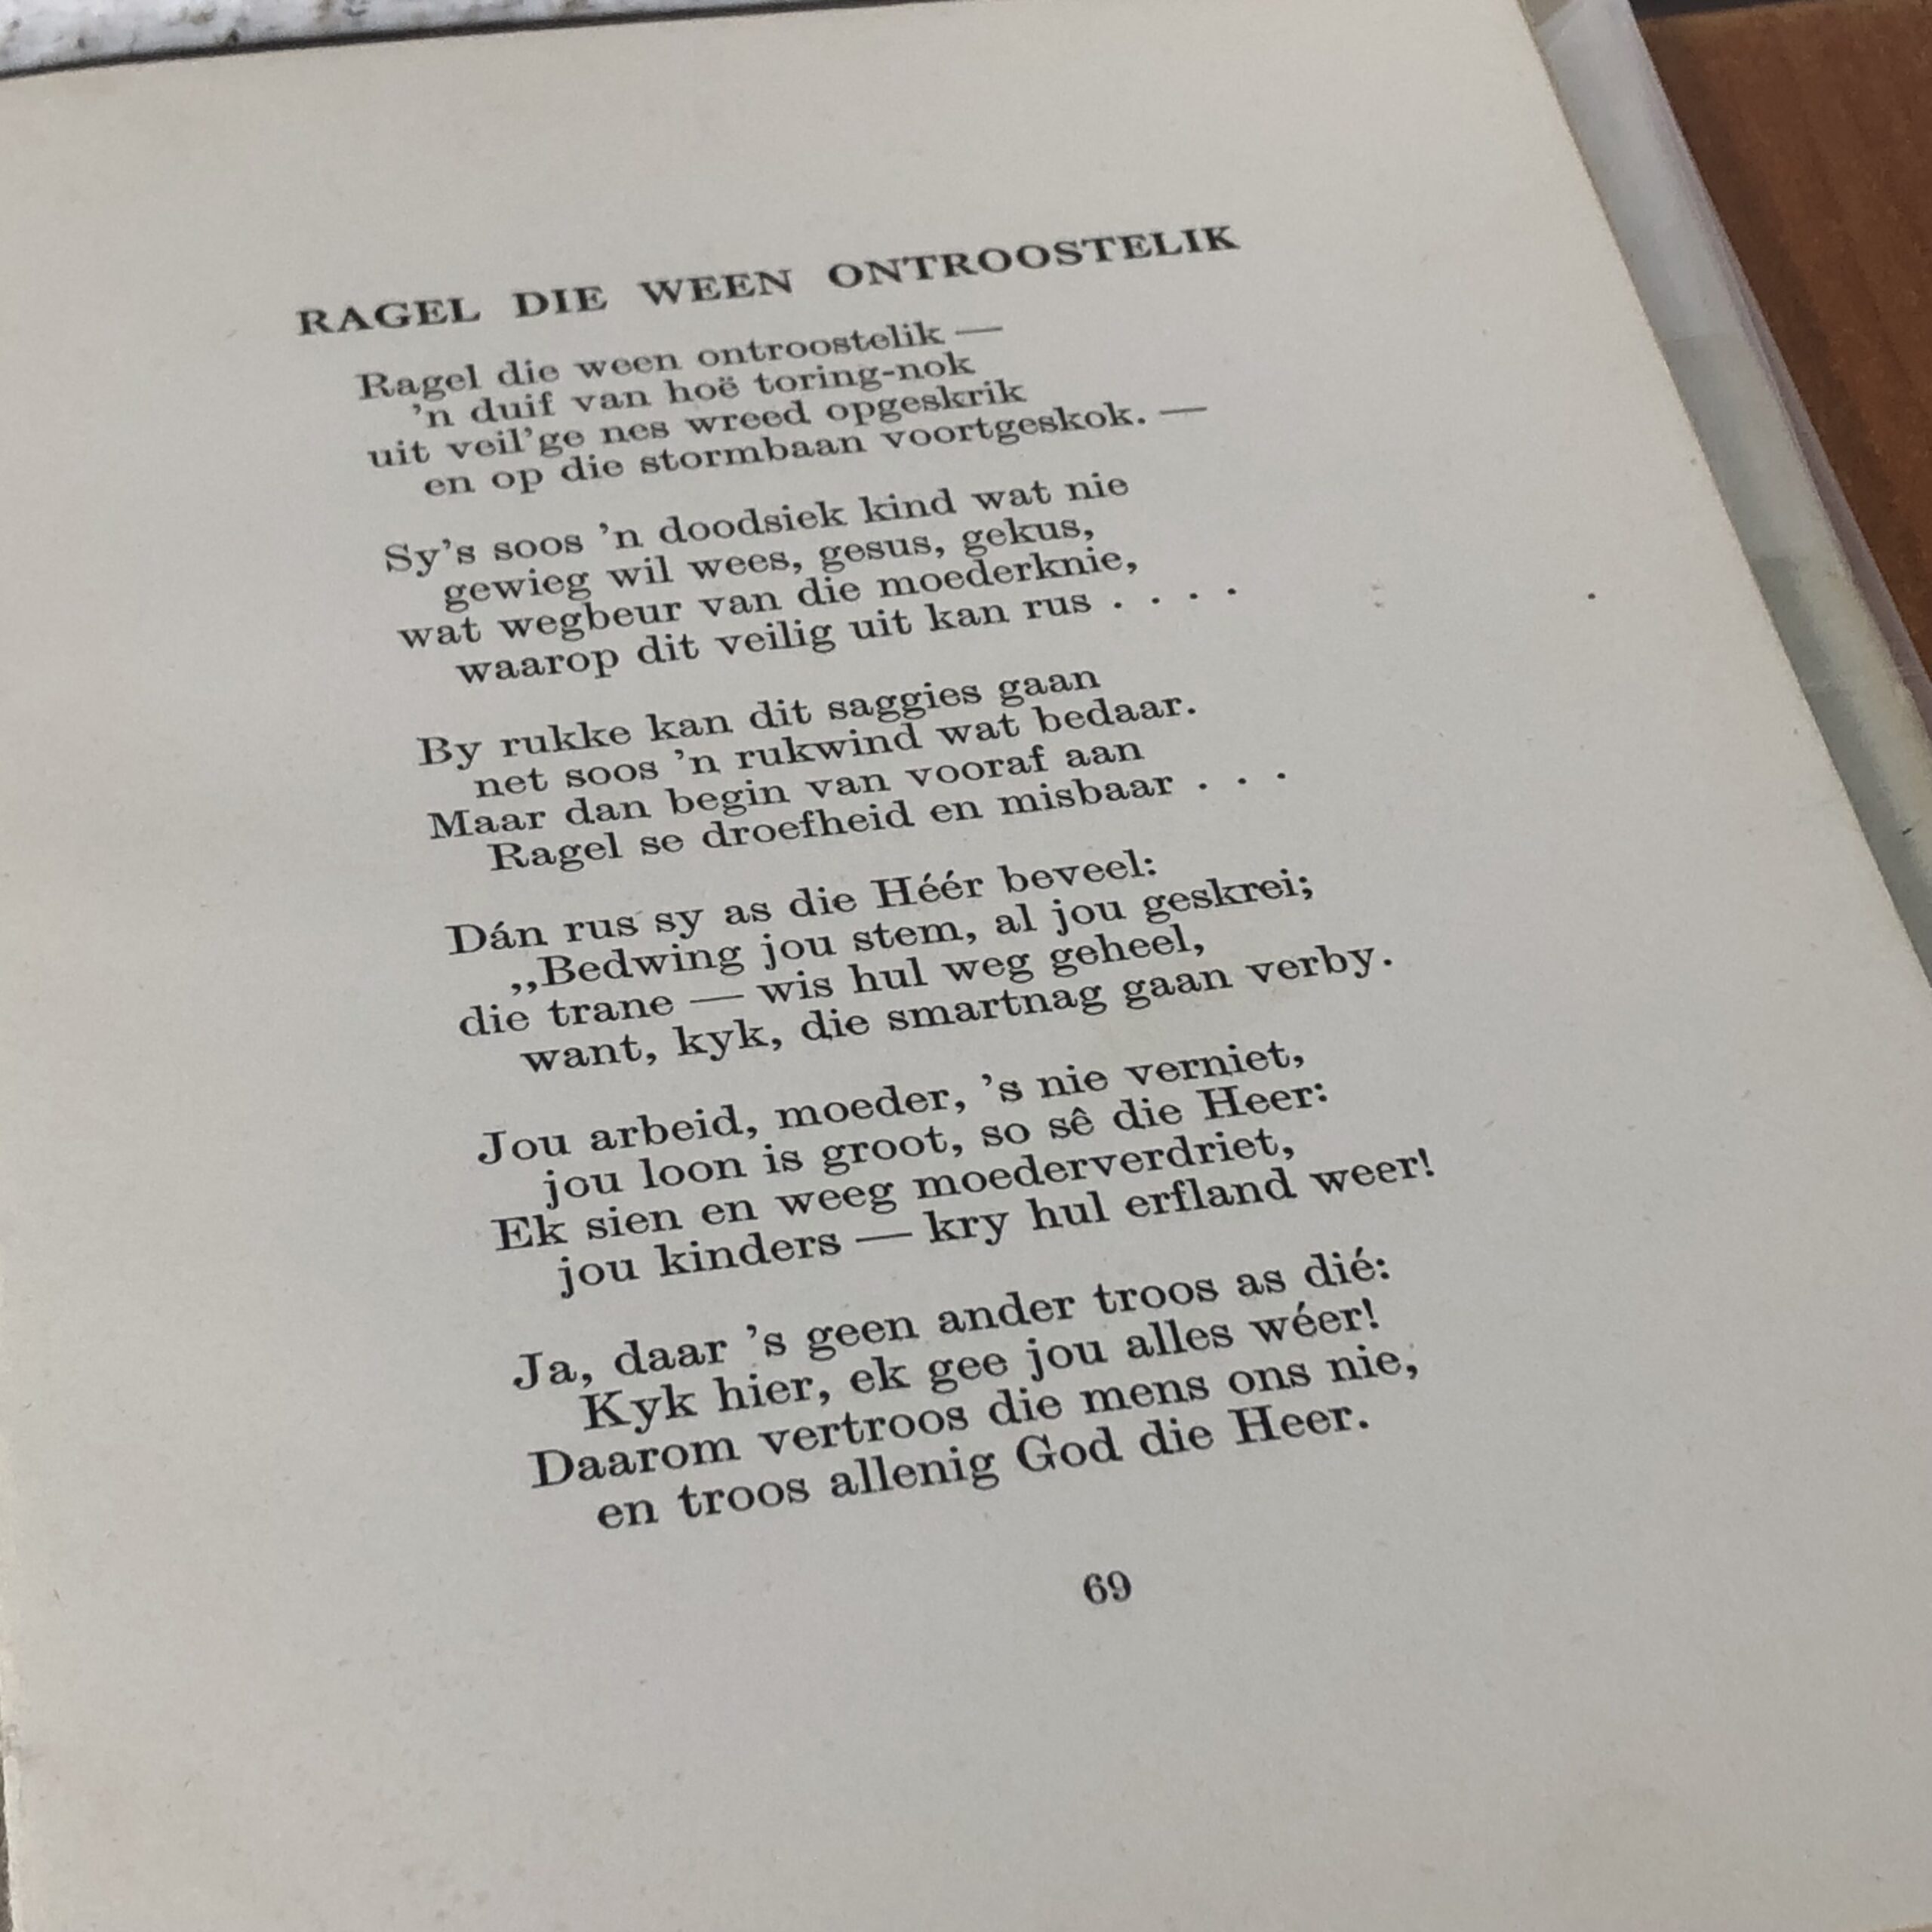 RAGEL DIE WEEN ONTROOSTELIK
Ragel die ween ontroostelik —
'n duif van hoë toring-nok
uit veil'ge nes wreed opgeskrik
en op die stormbaan voortgeskok. —
Sy's soos 'n doodsiek kind wat nie
gewieg wil wees, gesus, gekus,
wat wegbeur van die moederknie,
waarop dit veilig uit kan rus . . . .
By rukke kan dit saggies gaan
net soos 'n rukwind wat bedaar.
Maar dan begin van vooraf aan
Ragel se droefheid en misbaar . . .
Dán rus sy as die Héér beveel:
„Bedwing jou stem, al jou geskrei;
die trane — wis hul weg geheel,
want, kyk, die smartnag gaan verby.
Jou arbeid, moeder, 's nie verniet,
jou loon is groot, so sê die Heer:
Ek sien en weeg moederverdriet,
jou kinders — kry hul erfland weer!
Ja, daar 's geen ander troos as dié:
Kyk hier, ek gee jou alles wéer!
Daarom vertroos die mens ons nie,
en troos allenig God die Heer.
69